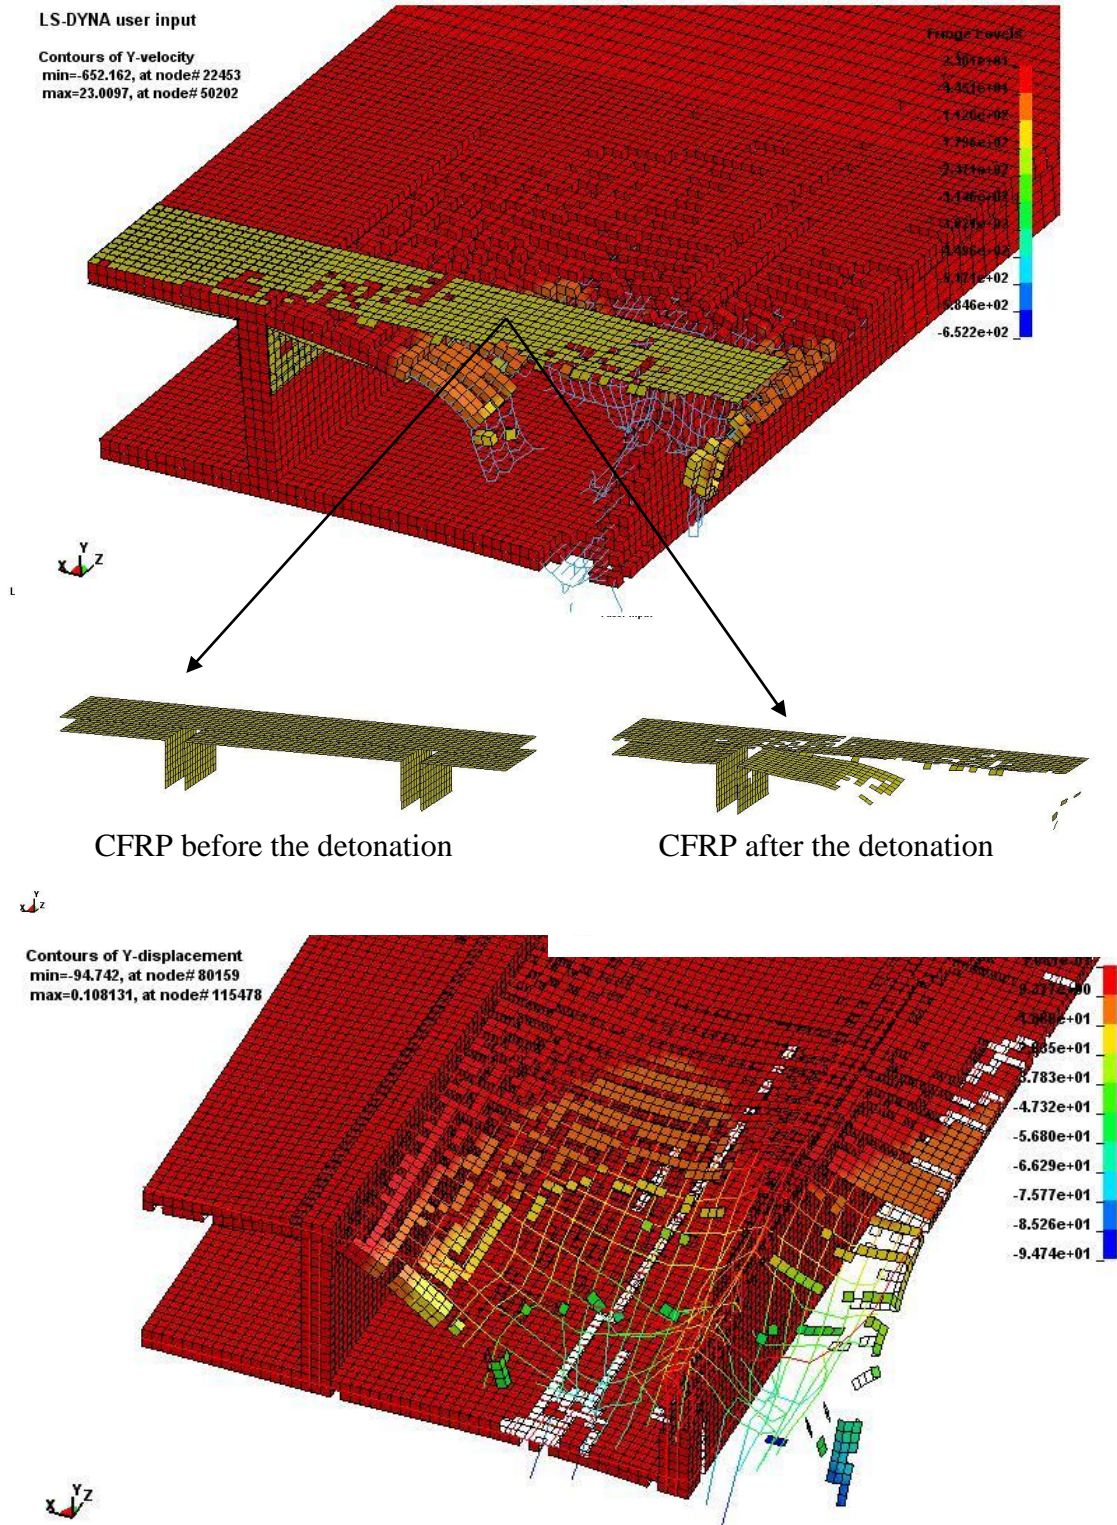 LS-DYNA user input
Contours of Y-velocity
min=-652.162, at node# 22453
max=23.0097, at node# 50202
Fringe Levels
-5.846e+02
-6.522e+02
Y
X
Z
L
CFRP before the detonation
CFRP after the detonation
Y
X
Z
Contours of Y-displacement
min=-94.742, at node# 80159
max=0.108131, at node# 115478
-4.732e+01
-5.680e+01
-6.629e+01
-7.577e+01
-8.526e+01
-9.474e+01
Y
X
Z